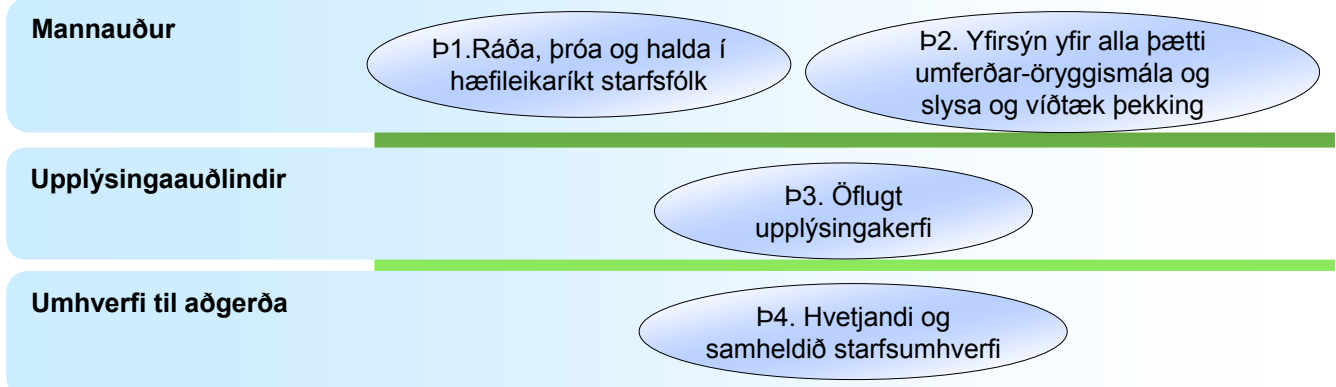 Mannauður
Þ1.Ráða, þróa og halda í
hæfileikaríkt starfsfólk
Þ2. Yfirsýn yfir alla þætti
umferðar-öryggismála og
slysa og víðtæk þekking
Upplýsingaauðlindir
Þ3. Öflugt
upplýsingakerfi
Umhverfi til aðgerða
Þ4. Hvetjandi og
samheldið starfsumhverfi